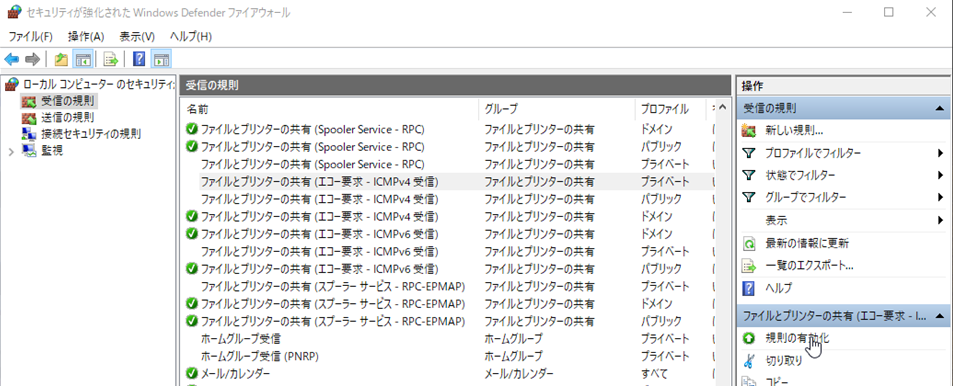 セキュリティが強化された Windows Defender ファイアウォール
ファイル(F) 操作(A) 表示(V) ヘルプ(H)
ローカル コンピューター のセキュリティ
受信の規則
送信の規則
接続セキュリティの規則
監視
受信の規則
名前 グループ プロファイル
ファイルとプリンターの共有 (Spooler Service - RPC) ファイルとプリンターの共有 ドメイン
ファイルとプリンターの共有 (Spooler Service - RPC) ファイルとプリンターの共有 パブリック
ファイルとプリンターの共有 (Spooler Service - RPC) ファイルとプリンターの共有 プライベート
ファイルとプリンターの共有 (エコー要求 - ICMPv4 受信) ファイルとプリンターの共有 プライベート
ファイルとプリンターの共有 (エコー要求 - ICMPv4 受信) ファイルとプリンターの共有 パブリック
ファイルとプリンターの共有 (エコー要求 - ICMPv4 受信) ファイルとプリンターの共有 ドメイン
ファイルとプリンターの共有 (エコー要求 - ICMPv6 受信) ファイルとプリンターの共有 ドメイン
ファイルとプリンターの共有 (エコー要求 - ICMPv6 受信) ファイルとプリンターの共有 プライベート
ファイルとプリンターの共有 (エコー要求 - ICMPv6 受信) ファイルとプリンターの共有 パブリック
ファイルとプリンターの共有 (スプーラー サービス - RPC-EPMAP) ファイルとプリンターの共有 プライベート
ファイルとプリンターの共有 (スプーラー サービス - RPC-EPMAP) ファイルとプリンターの共有 ドメイン
ファイルとプリンターの共有 (スプーラー サービス - RPC-EPMAP) ファイルとプリンターの共有 パブリック
ホームグループ受信 ホームグループ プライベート
ホームグループ受信 (PNRP) ホームグループ プライベート
メール/カレンダー メール/カレンダー すべて
操作
受信の規則
新しい規則...
プロファイルでフィルター
状態でフィルター
グループでフィルター
表示
最新の情報に更新
一覧のエクスポート...
ヘルプ
ファイルとプリンターの共有 (エコー要求 - I...
規則の有効化
切り取り
コピー